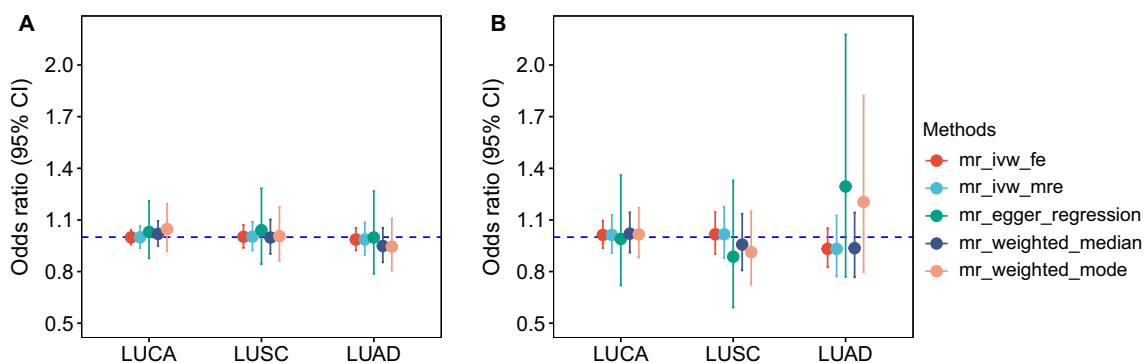 A
Odds ratio (95% CI)
2.0
1.7
1.4
1.1
0.8
0.5
LUCA LUSC LUAD
B
Odds ratio (95% CI)
2.0
1.7
1.4
1.1
0.8
0.5
LUCA LUSC LUAD
Methods
mr_ivw_fe
mr_ivw_mre
mr_egger_regression
mr_weighted_median
mr_weighted_mode